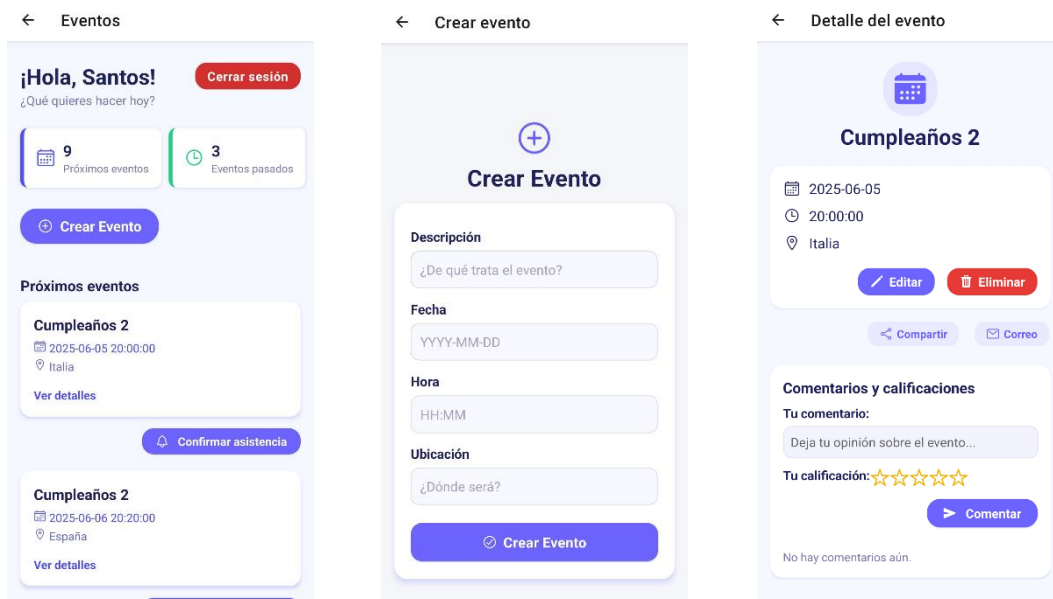 Eventos
¡Hola, Santos!
Cerrar sesión
¿Qué quieres hacer hoy?
9
Próximos eventos
3
Eventos pasados
Crear Evento
Próximos eventos
Cumpleaños 2
2025-06-05 20:00:00
Italia
Ver detalles
Confirmar asistencia
Cumpleaños 2
2025-06-06 20:20:00
España
Ver detalles
Crear evento
Crear Evento
Descripción
¿De qué trata el evento?
Fecha
YYYY-MM-DD
Hora
HH:MM
Ubicación
¿Dónde será?
Crear Evento
Detalle del evento
Cumpleaños 2
2025-06-05
20:00:00
Italia
Editar
Eliminar
Compartir
Correo
Comentarios y calificaciones
Tu comentario:
Deja tu opinión sobre el evento...
Tu calificación:
Comentar
No hay comentarios aún.